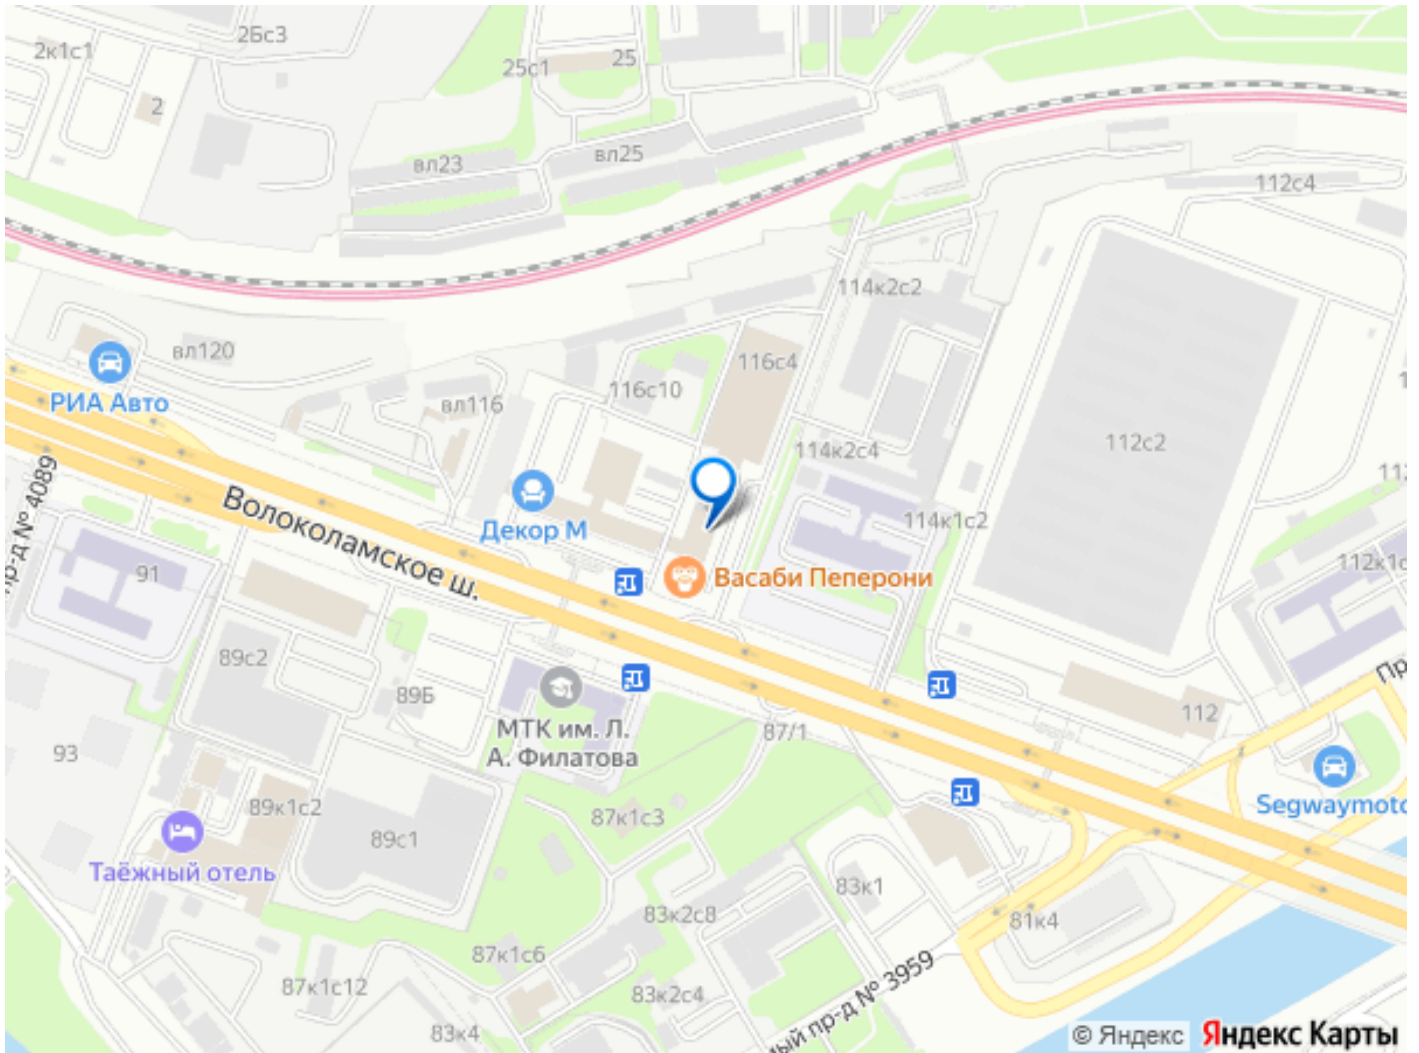 2Бс3
2к1с1
25
25с1
2
вл25
вл23
112с4
114к2с2
вл120
116с4
116с10
РИА Авто
вл116
112с2
114к2с4
пр-д № 4089
Волоколамское ш.
Декор М
114к1с2
91
Васаби Пеперони
89с2
89Б
112
МТК им. Л.
А. Филатова
87/1
93
Segwaymoto
89к1с2
87к1с3
89с1
Таёжный отель
83к1
83к2с8
81к4
87к1с6
87к1с12
83к2с4
ый пр-д № 3959
83к4
© Яндекс
Яндекс Карты